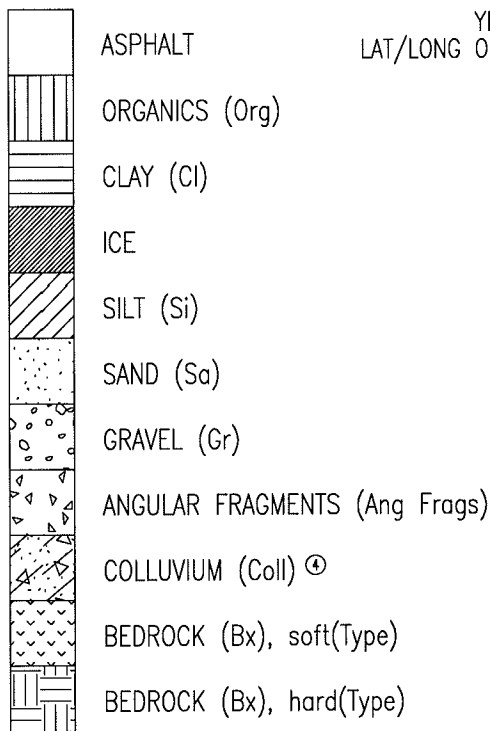 ASPHALT
LAT/LONG
ORGANICS (Org)
CLAY (Cl)
ICE
SILT (Si)
SAND (Sa)
GRAVEL (Gr)
ANGULAR FRAGMENTS (Ang Frags)
COLLUVIUM (Coll) ④
BEDROCK (Bx), soft(Type)
BEDROCK (Bx), hard(Type)